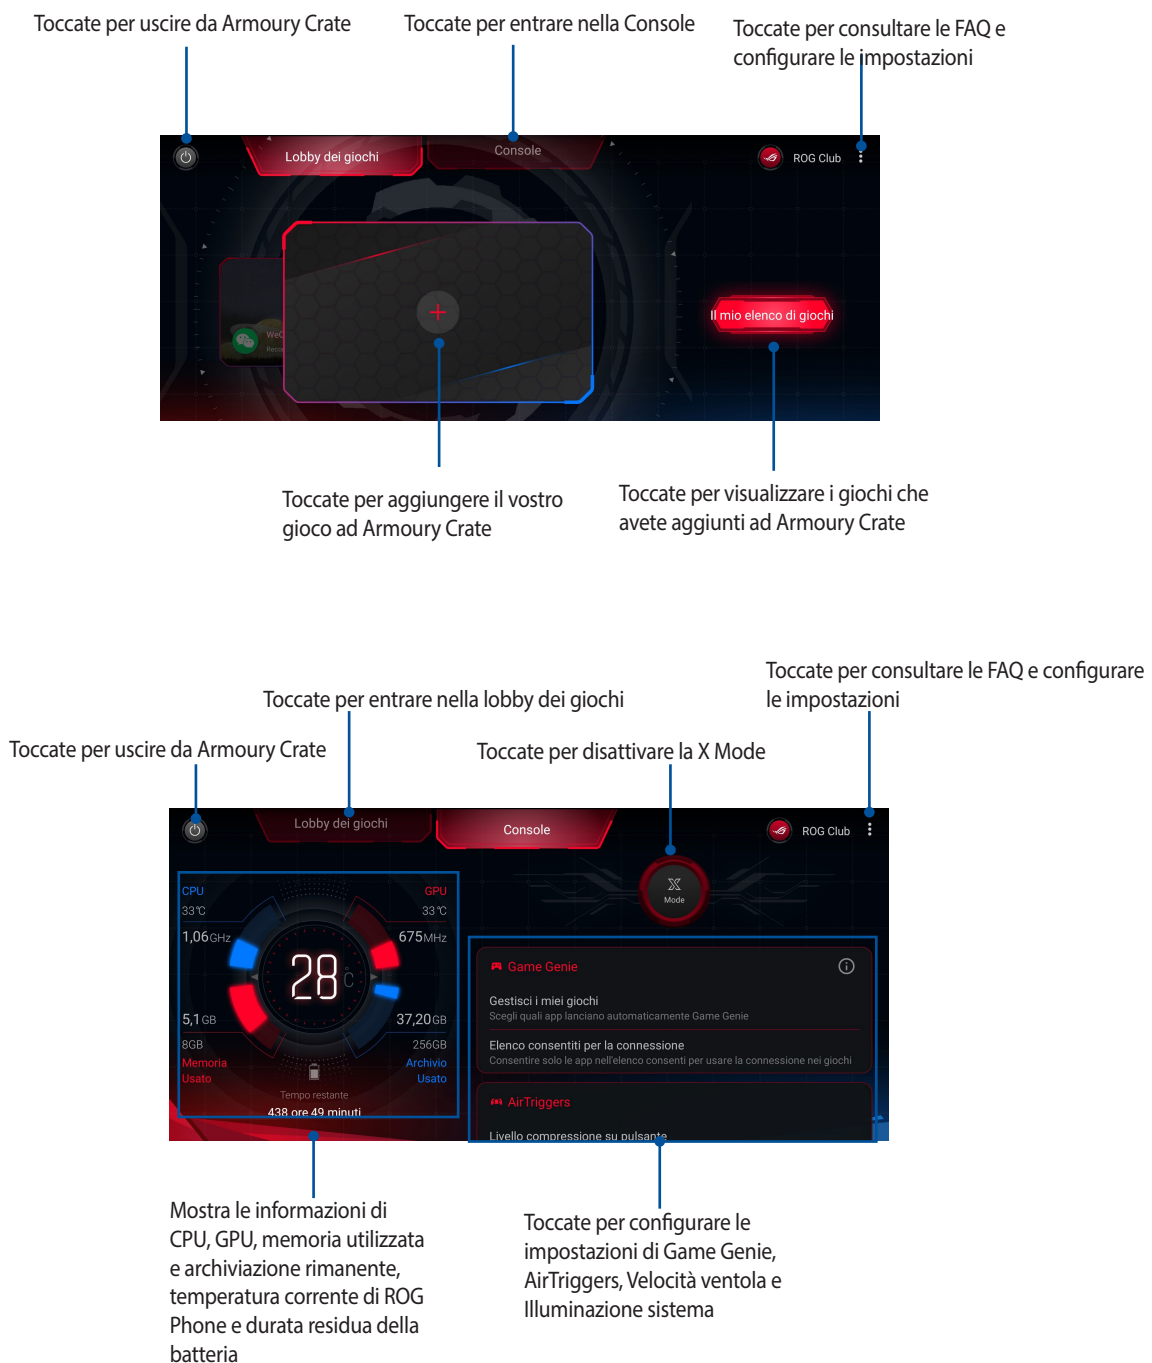 Toccate per uscire da Armoury Crate
Toccate per entrare nella Console
Toccate per consultare le FAQ e
configurare le impostazioni
Lobby dei giochi
Console
ROG Club
WeC
Recor
Il mio elenco di giochi
Toccate per aggiungere il vostro
gioco ad Armoury Crate
Toccate per visualizzare i giochi che
avete aggiunti ad Armoury Crate
Toccate per consultare le FAQ e configurare
le impostazioni
Toccate per entrare nella lobby dei giochi
Toccate per uscire da Armoury Crate
Toccate per disattivare la X Mode
Lobby dei giochi
Console
ROG Club
X
Mode
CPU
33°C
1,06GHz
GPU
33°C
675MHz
28°C
5,1GB
8GB
Memoria
Usato
37,20GB
256GB
Archivio
Usato
Tempo restante
438 ore 49 minuti
Game Genie
Gestisci i miei giochi
Scegli quali app lanciano automaticamente Game Genie
Elenco consentiti per la connessione
Consentire solo le app nell'elenco consenti per usare la connessione nei giochi
AirTriggers
Livello compressione su pulsante
Mostra le informazioni di
CPU, GPU, memoria utilizzata
e archiviazione rimanente,
temperatura corrente di ROG
Phone e durata residua della
batteria
Toccate per configurare le
impostazioni di Game Genie,
AirTriggers, Velocità ventola e
Illuminazione sistema